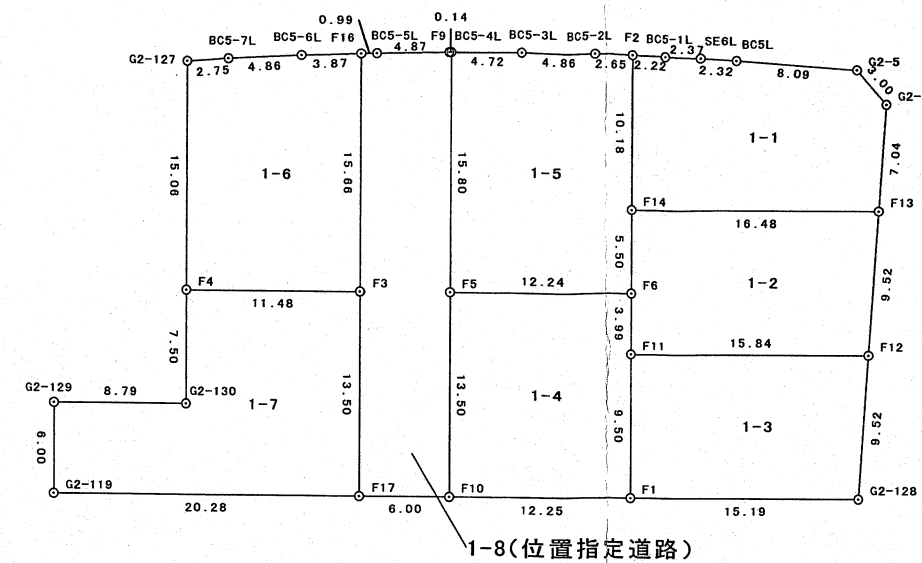 0.99
0.14
BC5-7L
BC5-6L
F16
BC5-5L
F9
BC5-4L
BC5-3L
BC5-2L
F2
BC5-1L
SE6L
BC5L
G2-127
2.75
4.86
3.87
4.87
4.72
4.86
2.65
2.22
2.37
2.32
8.09
G2-5
3.00
G2-
15.06
1-6
15.66
15.80
1-5
10.18
1-1
7.04
F14
F13
16.48
F4
F3
F5
12.24
5.50
F6
1-2
9.52
11.48
3.99
7.50
F11
15.84
F12
G2-129
8.79
G2-130
1-7
13.50
13.50
1-4
9.50
1-3
9.52
6.00
G2-119
F17
F10
F1
G2-128
20.28
6.00
12.25
15.19
1-8(位置指定道路)